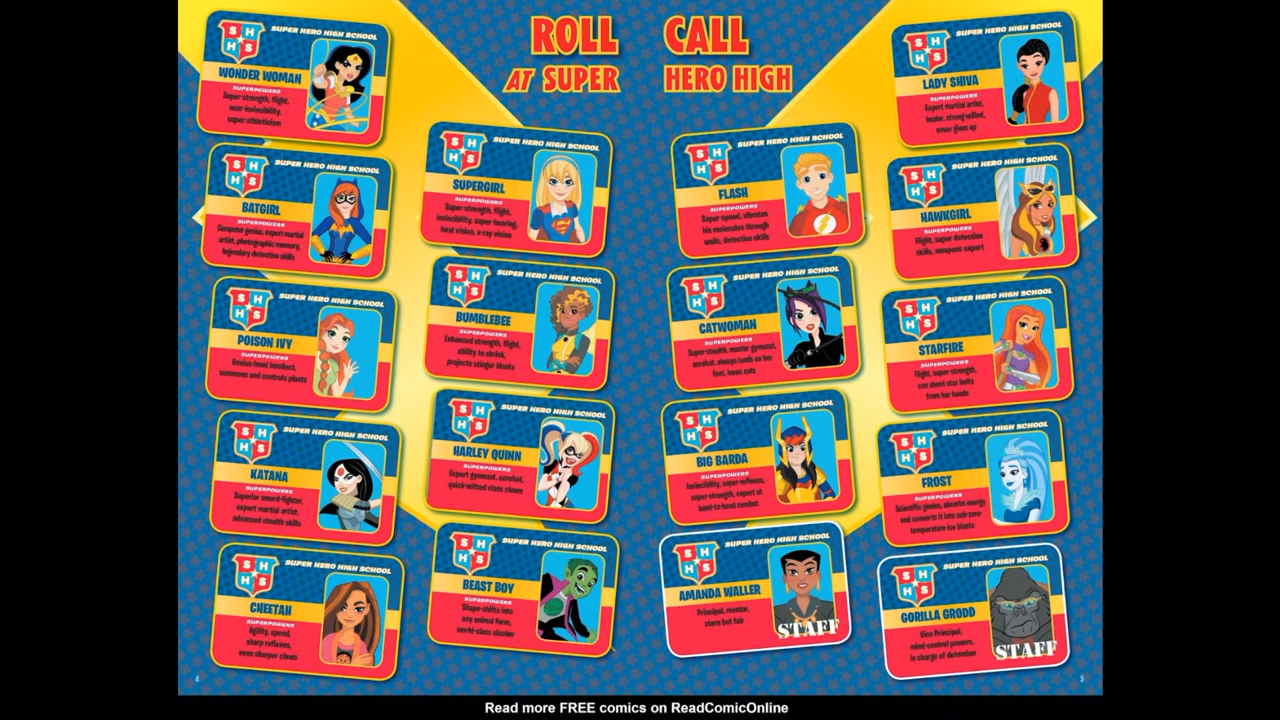 ROLL CALL
AT SUPER HERO HIGH
SUPER HERO HIGH SCHOOL
S H
H S
WONDER WOMAN
SUPERPOWERS
Super-strength, flight,
near-invincibility,
super-athleticism
SUPER HERO HIGH SCHOOL
S H
H S
BATGIRL
SUPERPOWERS
Computer genius, expert martial
artist, photographic memory,
legendary detective skills
SUPER HERO HIGH SCHOOL
S H
H S
POISON IVY
SUPERPOWERS
Genius-level intellect,
summons and controls plants
SUPER HERO HIGH SCHOOL
S H
H S
KATANA
SUPERPOWERS
Superior sword-fighter,
expert martial artist,
advanced stealth skills
SUPER HERO HIGH SCHOOL
S H
H S
CHEETAH
SUPERPOWERS
Agility, speed,
sharp reflexes,
even sharper claws
SUPER HERO HIGH SCHOOL
S H
H S
SUPERGIRL
SUPERPOWERS
Super-strength, flight,
invincibility, super-hearing,
heat vision, x-ray vision
SUPER HERO HIGH SCHOOL
S H
H S
BUMBLEBEE
SUPERPOWERS
Enhanced strength, flight,
ability to shrink,
projects stinger blasts
SUPER HERO HIGH SCHOOL
S H
H S
HARLEY QUINN
SUPERPOWERS
Expert gymnast, acrobat,
quick-witted class clown
SUPER HERO HIGH SCHOOL
S H
H S
BEAST BOY
SUPERPOWERS
Shape-shifts into
any animal form,
world-class slacker
SUPER HERO HIGH SCHOOL
S H
H S
FLASH
SUPERPOWERS
Super-speed, vibrates
his molecules through
walls, detective skills
SUPER HERO HIGH SCHOOL
S H
H S
CATWOMAN
SUPERPOWERS
Super-stealth, master gymnast,
acrobat, always lands on her
feet, loves cats
SUPER HERO HIGH SCHOOL
S H
H S
BIG BARDA
SUPERPOWERS
Invincibility, super-reflexes,
super-strength, expert at
hand-to-hand combat
SUPER HERO HIGH SCHOOL
S H
H S
AMANDA WALLER
Principal, mentor,
stern but fair
STAFF
SUPER HERO HIGH SCHOOL
S H
H S
LADY SHIVA
SUPERPOWERS
Expert martial artist,
healer, strong-willed,
never gives up
SUPER HERO HIGH SCHOOL
S H
H S
HAWKGIRL
SUPERPOWERS
Flight, super detective
skills, weapons expert
SUPER HERO HIGH SCHOOL
S H
H S
STARFIRE
SUPERPOWERS
Flight, super-strength,
can shoot star bolts
from her hands
SUPER HERO HIGH SCHOOL
S H
H S
FROST
SUPERPOWERS
Scientific genius, absorbs energy
and converts it into sub-zero-
temperature ice blasts
SUPER HERO HIGH SCHOOL
S H
H S
GORILLA GRODD
Vice Principal,
mind-control powers,
in charge of detention
STAFF
4
5
Read more FREE comics on ReadComicOnline